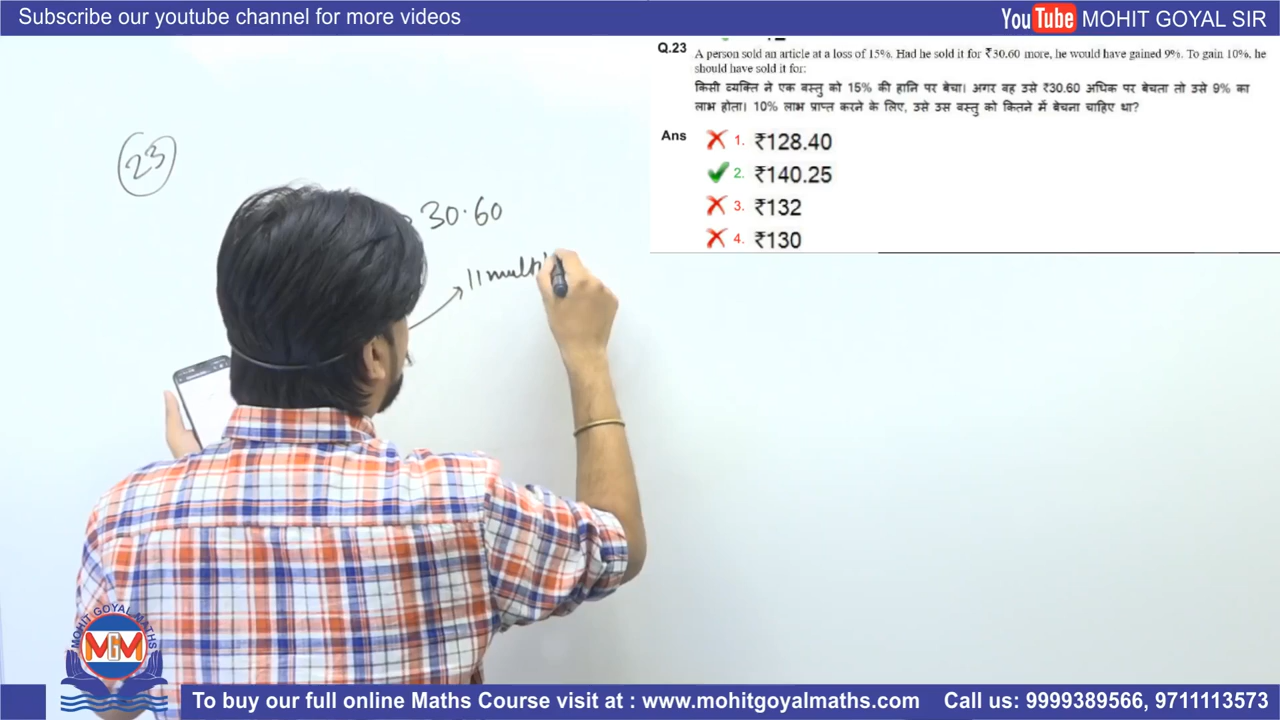 Subscribe our youtube channel for more videos
YouTube MOHIT GOYAL SIR
Q.23 A person sold an article at a loss of 15%. Had he sold it for ₹30.60 more, he would have gained 9%. To gain 10%, he
should have sold it for:
किसी व्यक्ति ने एक वस्तु को 15% की हानि पर बेचा। अगर वह उसे ₹30.60 अधिक पर बेचता तो उसे 9% का
लाभ होता। 10% लाभ प्राप्त करने के लिए, उसे उस वस्तु को कितने में बेचना चाहिए था?
Ans 1. ₹128.40
2. ₹140.25
3. ₹132
4. ₹130
23
30.60
11 multi
MOHIT GOYAL MATHS
MGM
To buy our full online Maths Course visit at : www.mohitgoyalmaths.com Call us: 9999389566, 9711113573